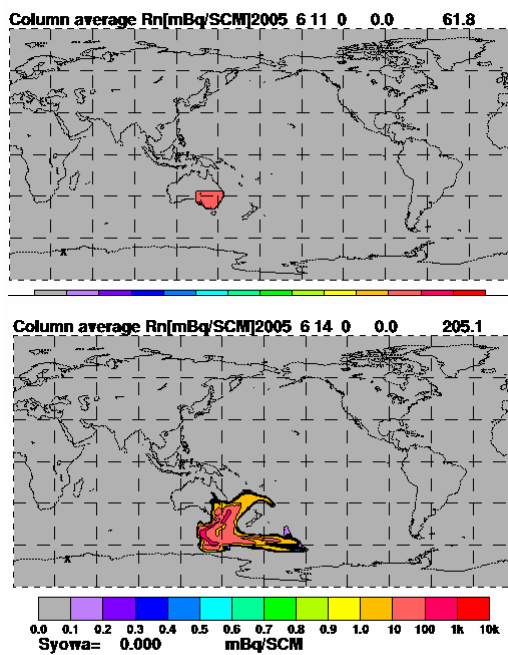 Column average Rn[mBq/SCM]2005 6 11 0 0.0 61.8
x
Column average Rn[mBq/SCM]2005 6 14 0 0.0 205.1
x
0.0 0.1 0.2 0.3 0.4 0.5 0.6 0.7 0.8 0.9 1.0 10 100 1k 10k
Syowa= 0.000 mBq/SCM